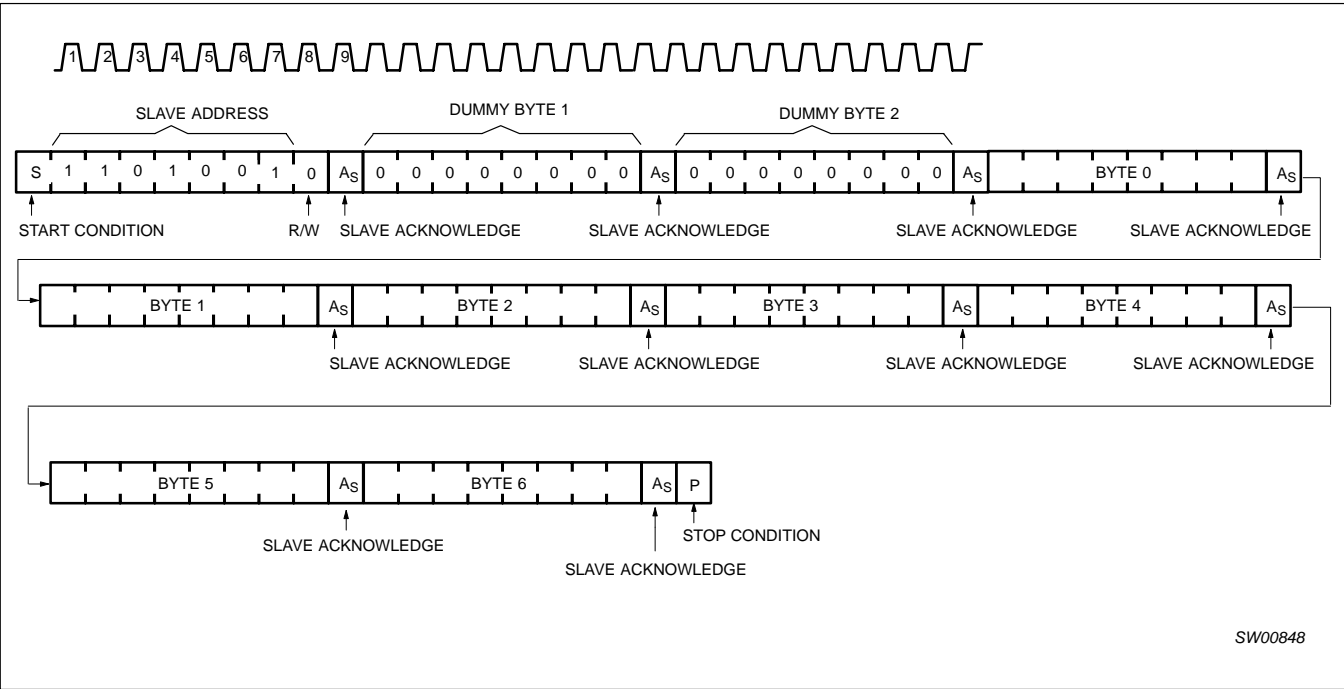 1 2 3 4 5 6 7 8 9
SLAVE ADDRESS DUMMY BYTE 1 DUMMY BYTE 2
S 1 1 0 1 0 0 1 0 AS 0 0 0 0 0 0 0 0 AS 0 0 0 0 0 0 0 0 AS BYTE 0 AS
START CONDITION R/W SLAVE ACKNOWLEDGE SLAVE ACKNOWLEDGE SLAVE ACKNOWLEDGE SLAVE ACKNOWLEDGE
BYTE 1 AS BYTE 2 AS BYTE 3 AS BYTE 4 AS
SLAVE ACKNOWLEDGE SLAVE ACKNOWLEDGE SLAVE ACKNOWLEDGE SLAVE ACKNOWLEDGE
BYTE 5 AS BYTE 6 AS P
SLAVE ACKNOWLEDGE STOP CONDITION
SLAVE ACKNOWLEDGE
SW00848